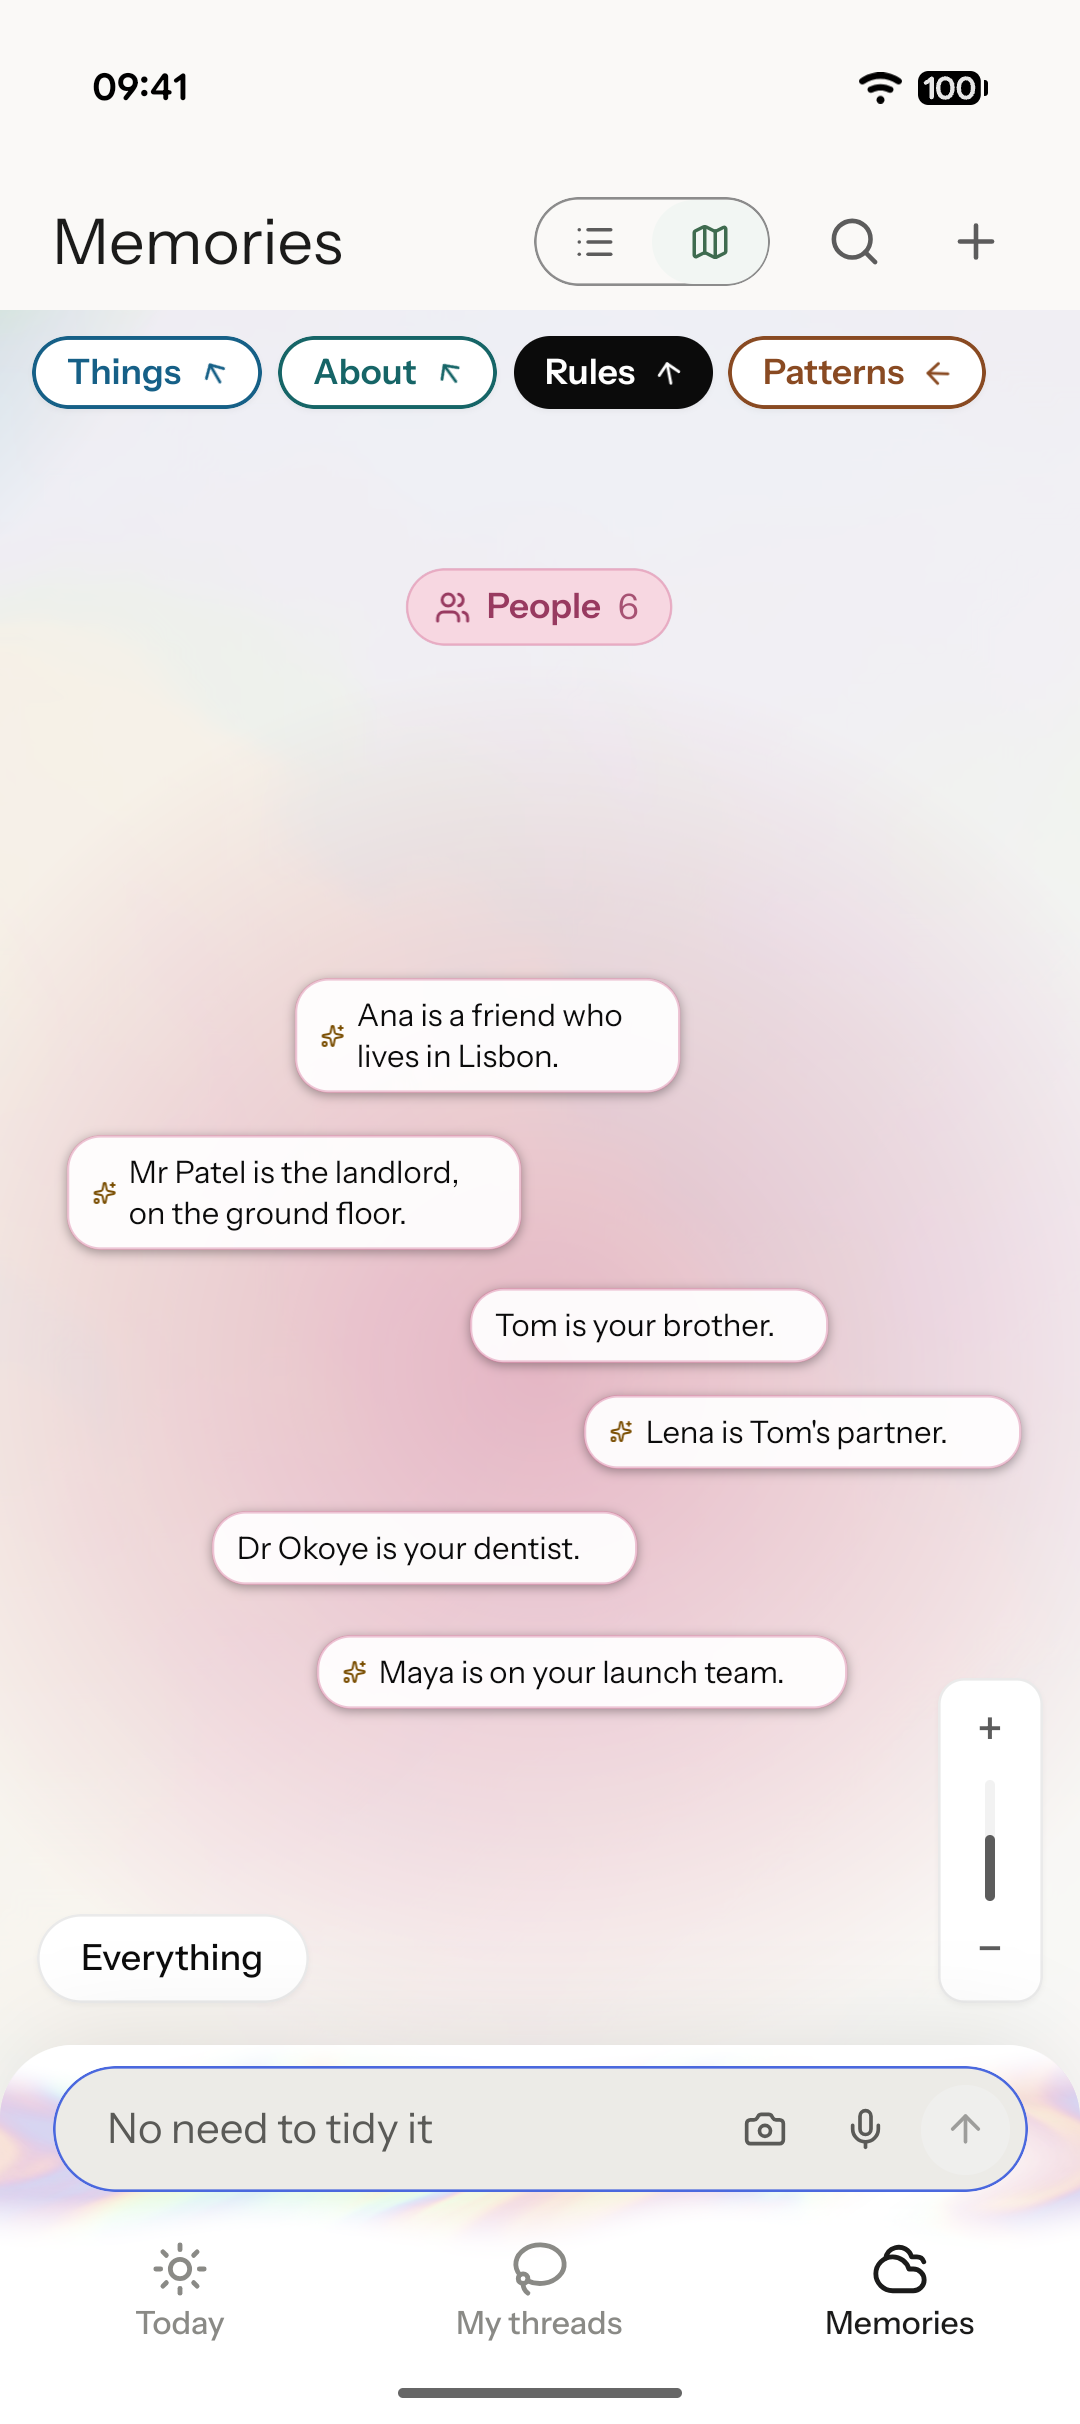 09:41
100
Memories
Things
About
Rules
Patterns
People 6
Ana is a friend who
lives in Lisbon.
Mr Patel is the landlord,
on the ground floor.
Tom is your brother.
Lena is Tom's partner.
Dr Okoye is your dentist.
Maya is on your launch team.
Everything
No need to tidy it
Today
My threads
Memories